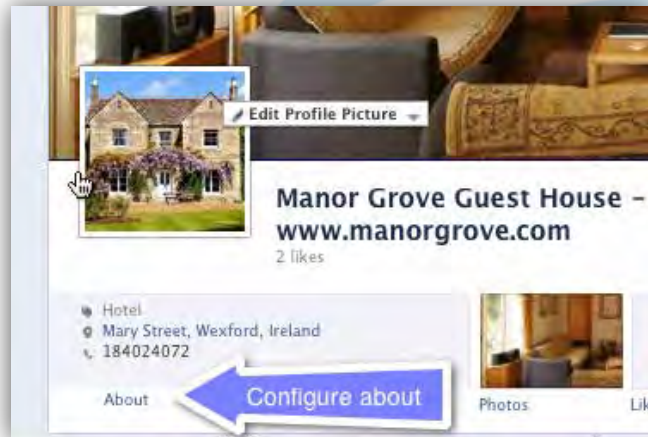 Edit Profile Picture
Manor Grove Guest House –
www.manorgrove.com
2 likes
Hotel
Mary Street, Wexford, Ireland
184024072
About
Configure about
Photos
Lik